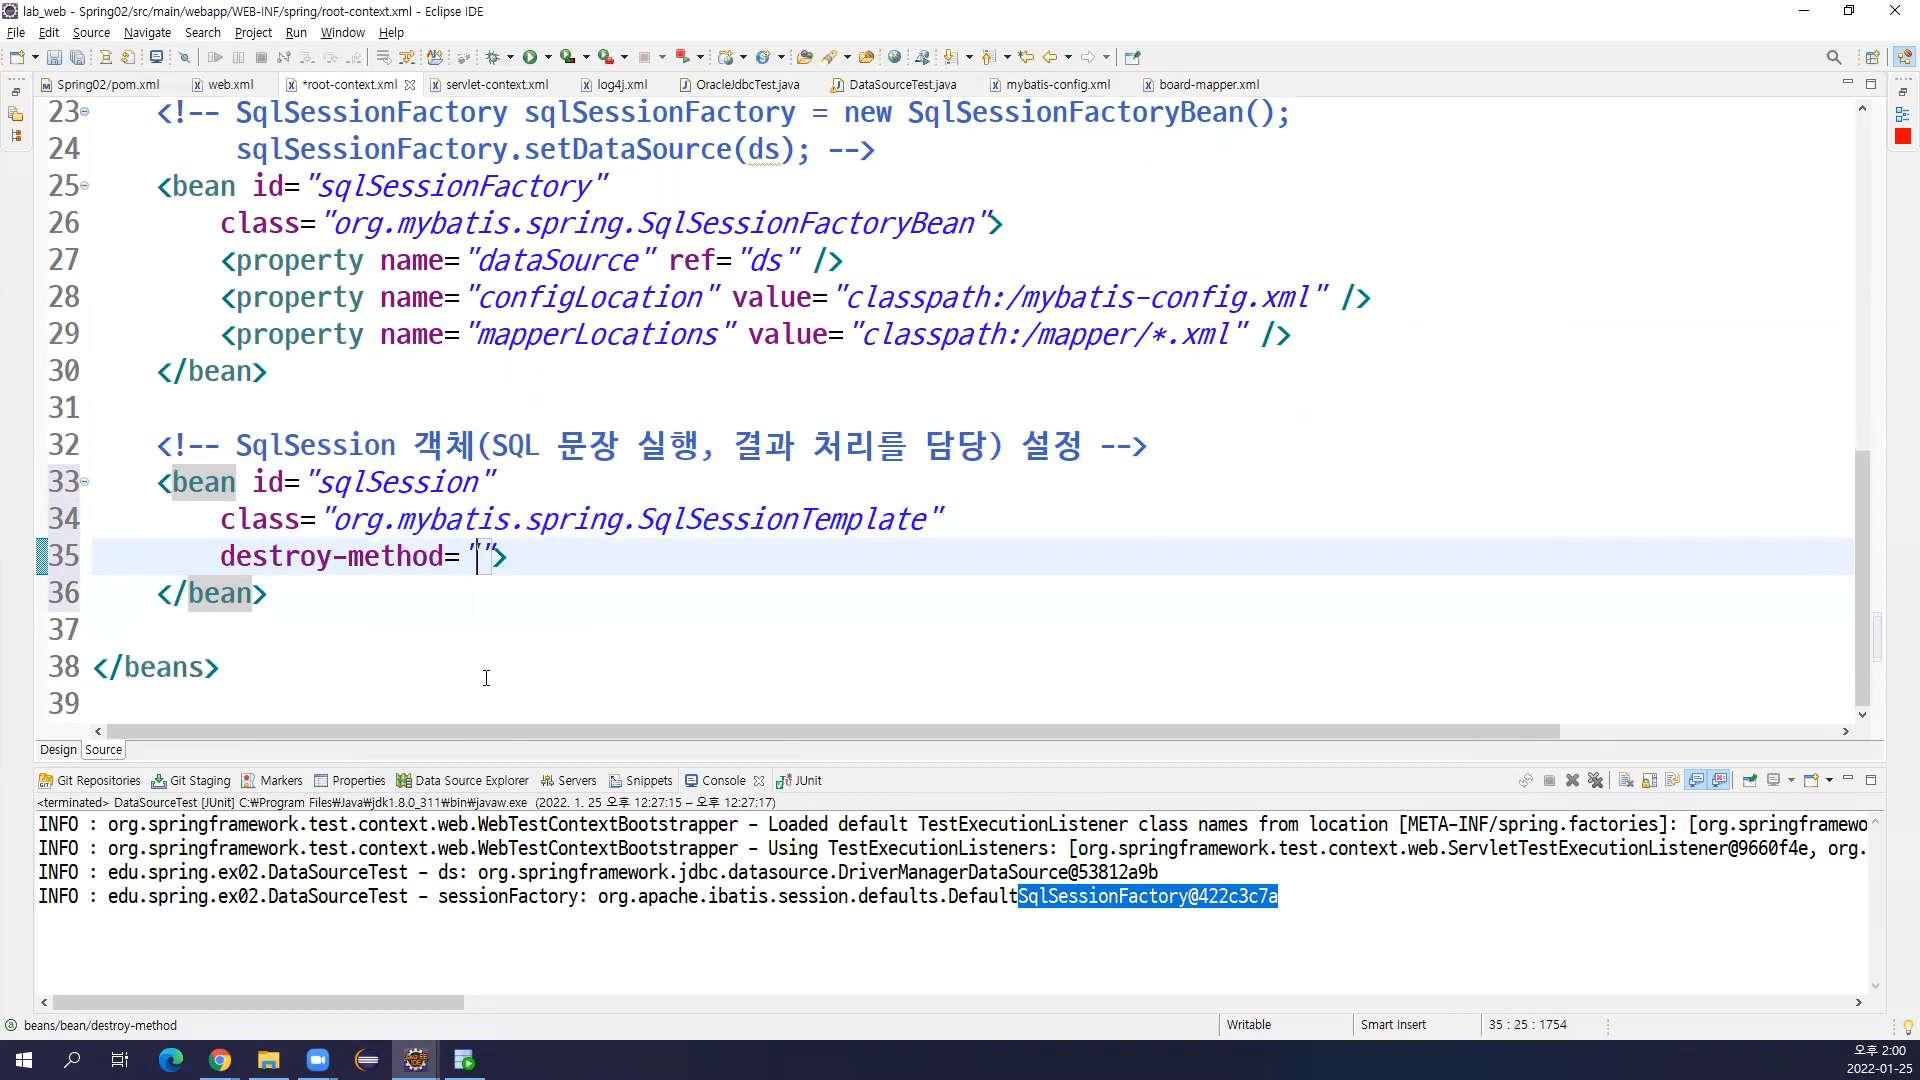 lab_web - Spring02/src/main/webapp/WEB-INF/spring/root-context.xml - Eclipse IDE
File Edit Source Navigate Search Project Run Window Help
Spring02/pom.xml web.xml *root-context.xml servlet-context.xml log4j.xml OracleJdbcTest.java DataSourceTest.java mybatis-config.xml board-mapper.xml
23 <!-- SqlSessionFactory sqlSessionFactory = new SqlSessionFactoryBean();
24 sqlSessionFactory.setDataSource(ds); -->
25 <bean id="sqlSessionFactory"
26 class="org.mybatis.spring.SqlSessionFactoryBean">
27 <property name="dataSource" ref="ds" />
28 <property name="configLocation" value="classpath:/mybatis-config.xml" />
29 <property name="mapperLocations" value="classpath:/mapper/*.xml" />
30 </bean>
31
32 <!-- SqlSession 객체(SQL 문장 실행, 결과 처리를 담당) 설정 -->
33 <bean id="sqlSession"
34 class="org.mybatis.spring.SqlSessionTemplate"
35 destroy-method="">
36 </bean>
37
38 </beans>
39
Design Source
Git Repositories Git Staging Markers Properties Data Source Explorer Servers Snippets Console JUnit
<terminated> DataSourceTest [JUnit] C:₩Program Files₩Java₩jdk1.8.0_311₩bin₩javaw.exe (2022. 1. 25 오후 12:27:15 – 오후 12:27:17)
INFO : org.springframework.test.context.web.WebTestContextBootstrapper - Loaded default TestExecutionListener class names from location [META-INF/spring.factories]: [org.springframewo
INFO : org.springframework.test.context.web.WebTestContextBootstrapper - Using TestExecutionListeners: [org.springframework.test.context.web.ServletTestExecutionListener@9660f4e, org.
INFO : edu.spring.ex02.DataSourceTest - ds: org.springframework.jdbc.datasource.DriverManagerDataSource@53812a9b
INFO : edu.spring.ex02.DataSourceTest - sessionFactory: org.apache.ibatis.session.defaults.DefaultSqlSessionFactory@422c3c7a
beans/bean/destroy-method Writable Smart Insert 35 : 25 : 1754
오후 2:00
2022-01-25